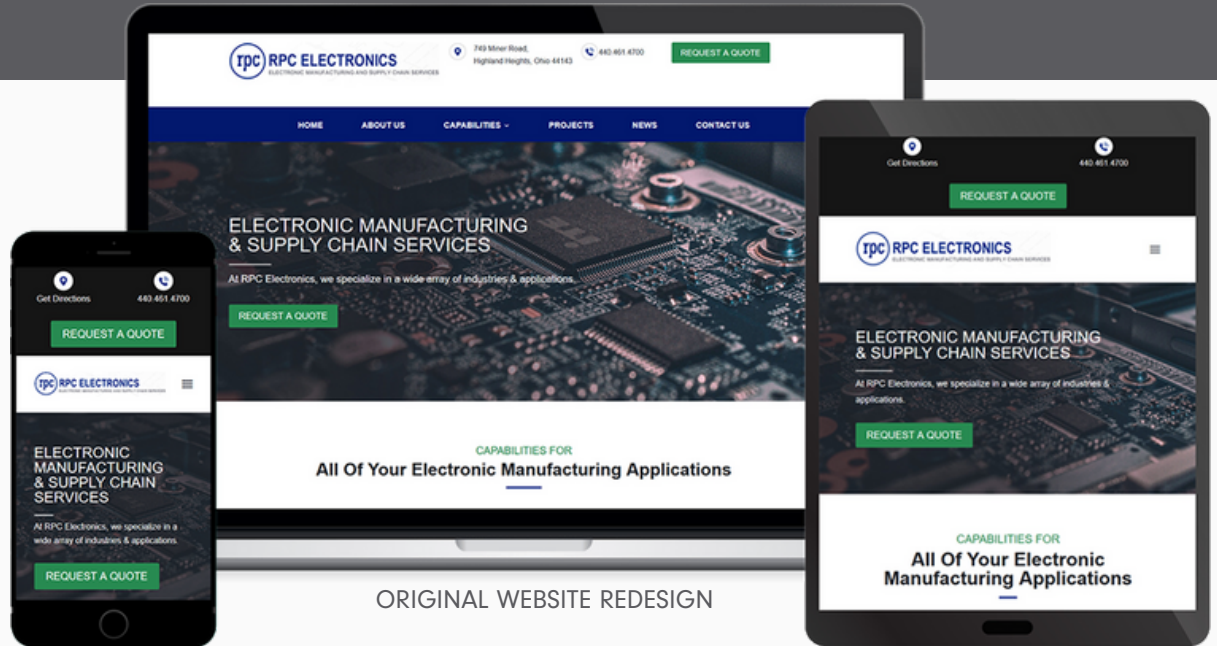 rpc RPC ELECTRONICS
ELECTRONIC MANUFACTURING AND SUPPLY CHAIN SERVICES
749 Miner Road,
Highland Heights, Ohio 44143
440.461.4700
REQUEST A QUOTE
HOME ABOUT US CAPABILITIES PROJECTS NEWS CONTACT US
ELECTRONIC MANUFACTURING
& SUPPLY CHAIN SERVICES
At RPC Electronics, we specialize in a wide array of industries & applications.
REQUEST A QUOTE
CAPABILITIES FOR
All Of Your Electronic Manufacturing Applications
Get Directions
440.461.4700
REQUEST A QUOTE
rpc RPC ELECTRONICS
ELECTRONIC MANUFACTURING AND SUPPLY CHAIN SERVICES
ELECTRONIC
MANUFACTURING
& SUPPLY CHAIN
SERVICES
At RPC Electronics, we specialize in a
wide array of industries & applications.
REQUEST A QUOTE
Get Directions
440.461.4700
REQUEST A QUOTE
rpc RPC ELECTRONICS
ELECTRONIC MANUFACTURING AND SUPPLY CHAIN SERVICES
ELECTRONIC MANUFACTURING
& SUPPLY CHAIN SERVICES
At RPC Electronics, we specialize in a wide array of industries &
applications.
REQUEST A QUOTE
CAPABILITIES FOR
All Of Your Electronic
Manufacturing Applications
ORIGINAL WEBSITE REDESIGN